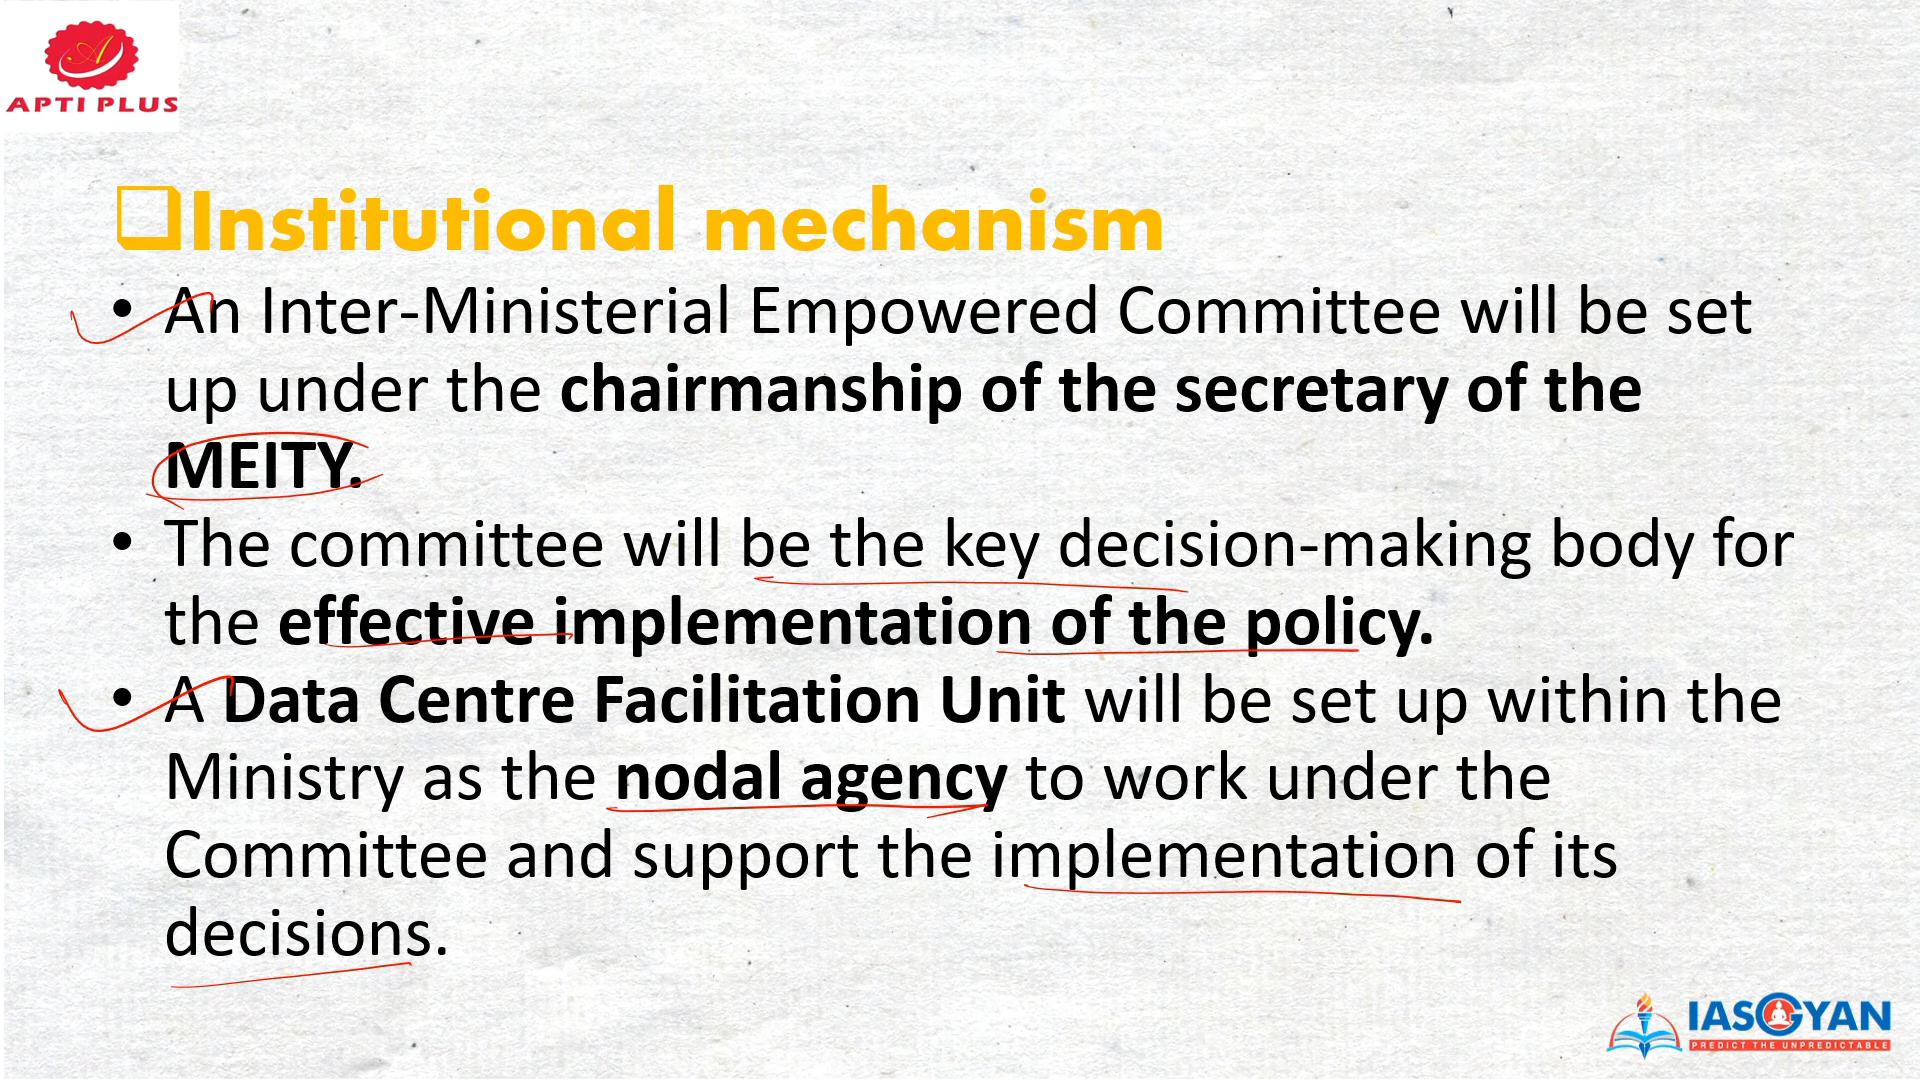 A
APTI PLUS
Institutional mechanism
• An Inter-Ministerial Empowered Committee will be set
up under the chairmanship of the secretary of the
MEITY.
• The committee will be the key decision-making body for
the effective implementation of the policy.
• A Data Centre Facilitation Unit will be set up within the
Ministry as the nodal agency to work under the
Committee and support the implementation of its
decisions.
IASGYAN
PREDICT THE UNPREDICTABLE